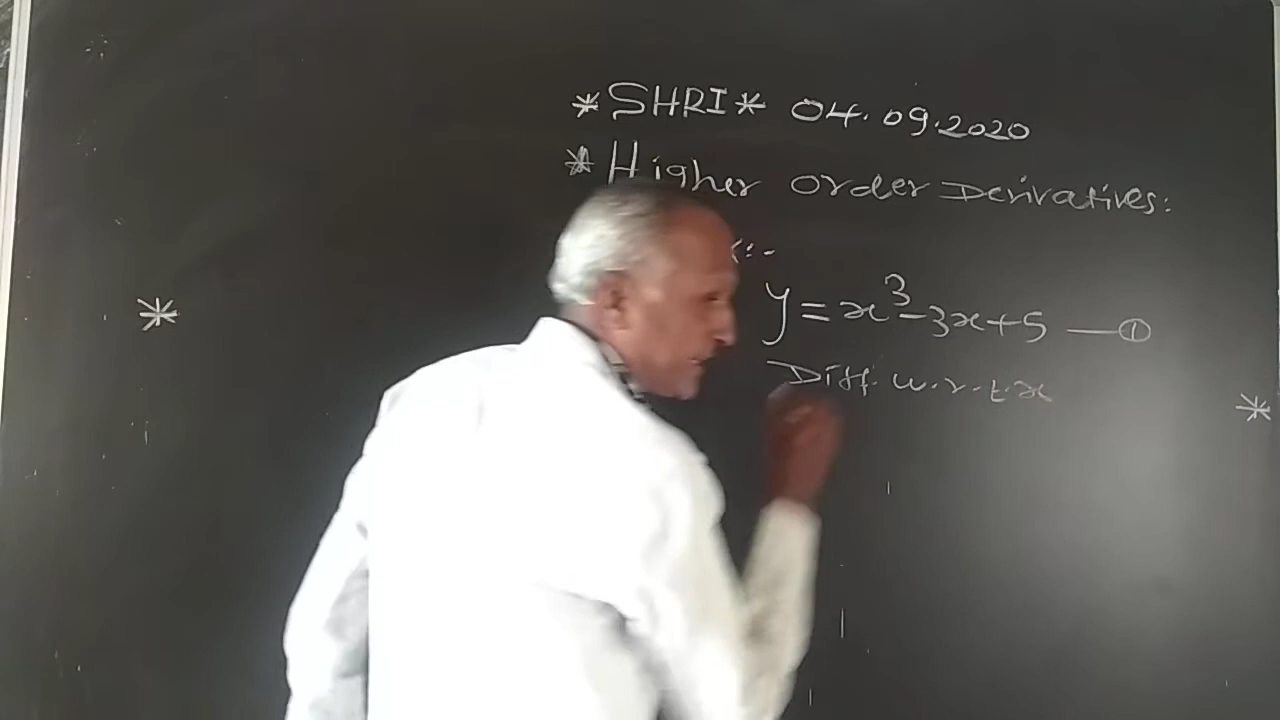 *SHRI* 04.09.2020
* Higher Order Derivatives:
y = x³ - 3x + 5 — ①
Diff. w.r.t. x
*
*